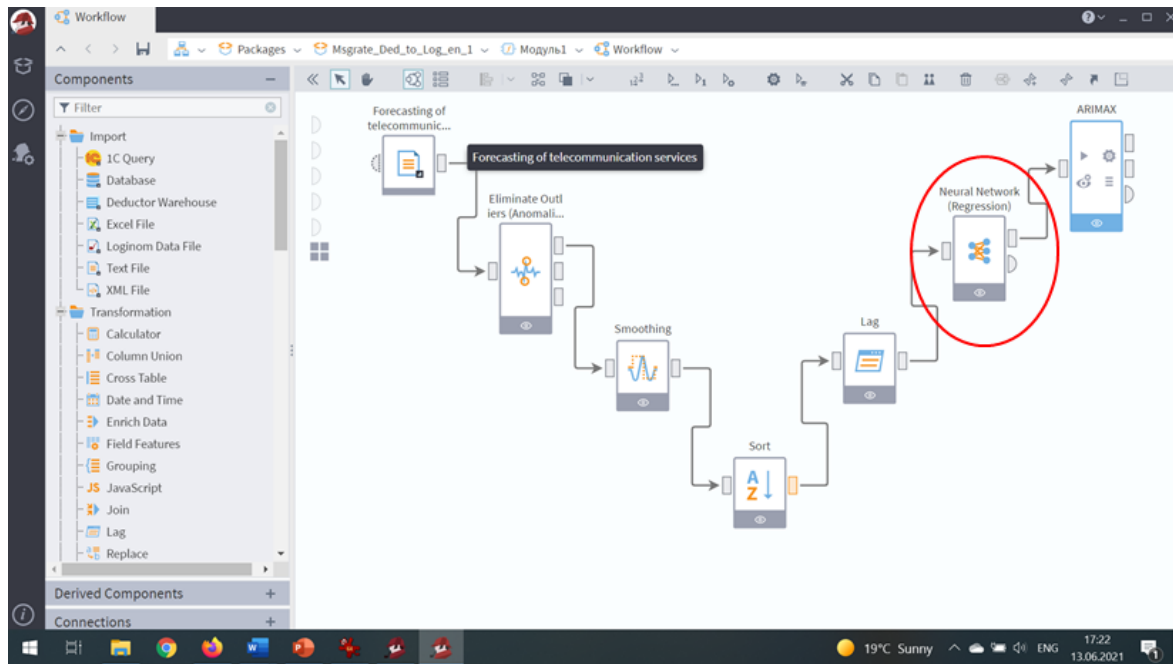 Workflow
Packages
Msgrate_Ded_to_Log_en_1
Модуль1
Workflow
Components
Filter
Import
1C Query
Database
Deductor Warehouse
Excel File
Loginom Data File
Text File
XML File
Transformation
Calculator
Column Union
Cross Table
Date and Time
Enrich Data
Field Features
Grouping
JS JavaScript
Join
Lag
Replace
Derived Components
Connections
Forecasting of
telecommunic...
Forecasting of telecommunication services
Eliminate Outl
iers (Anomali...
Smoothing
Sort
A
Z
Lag
Neural Network
(Regression)
ARIMAX
19°C Sunny
ENG
17:22
13.06.2021
1